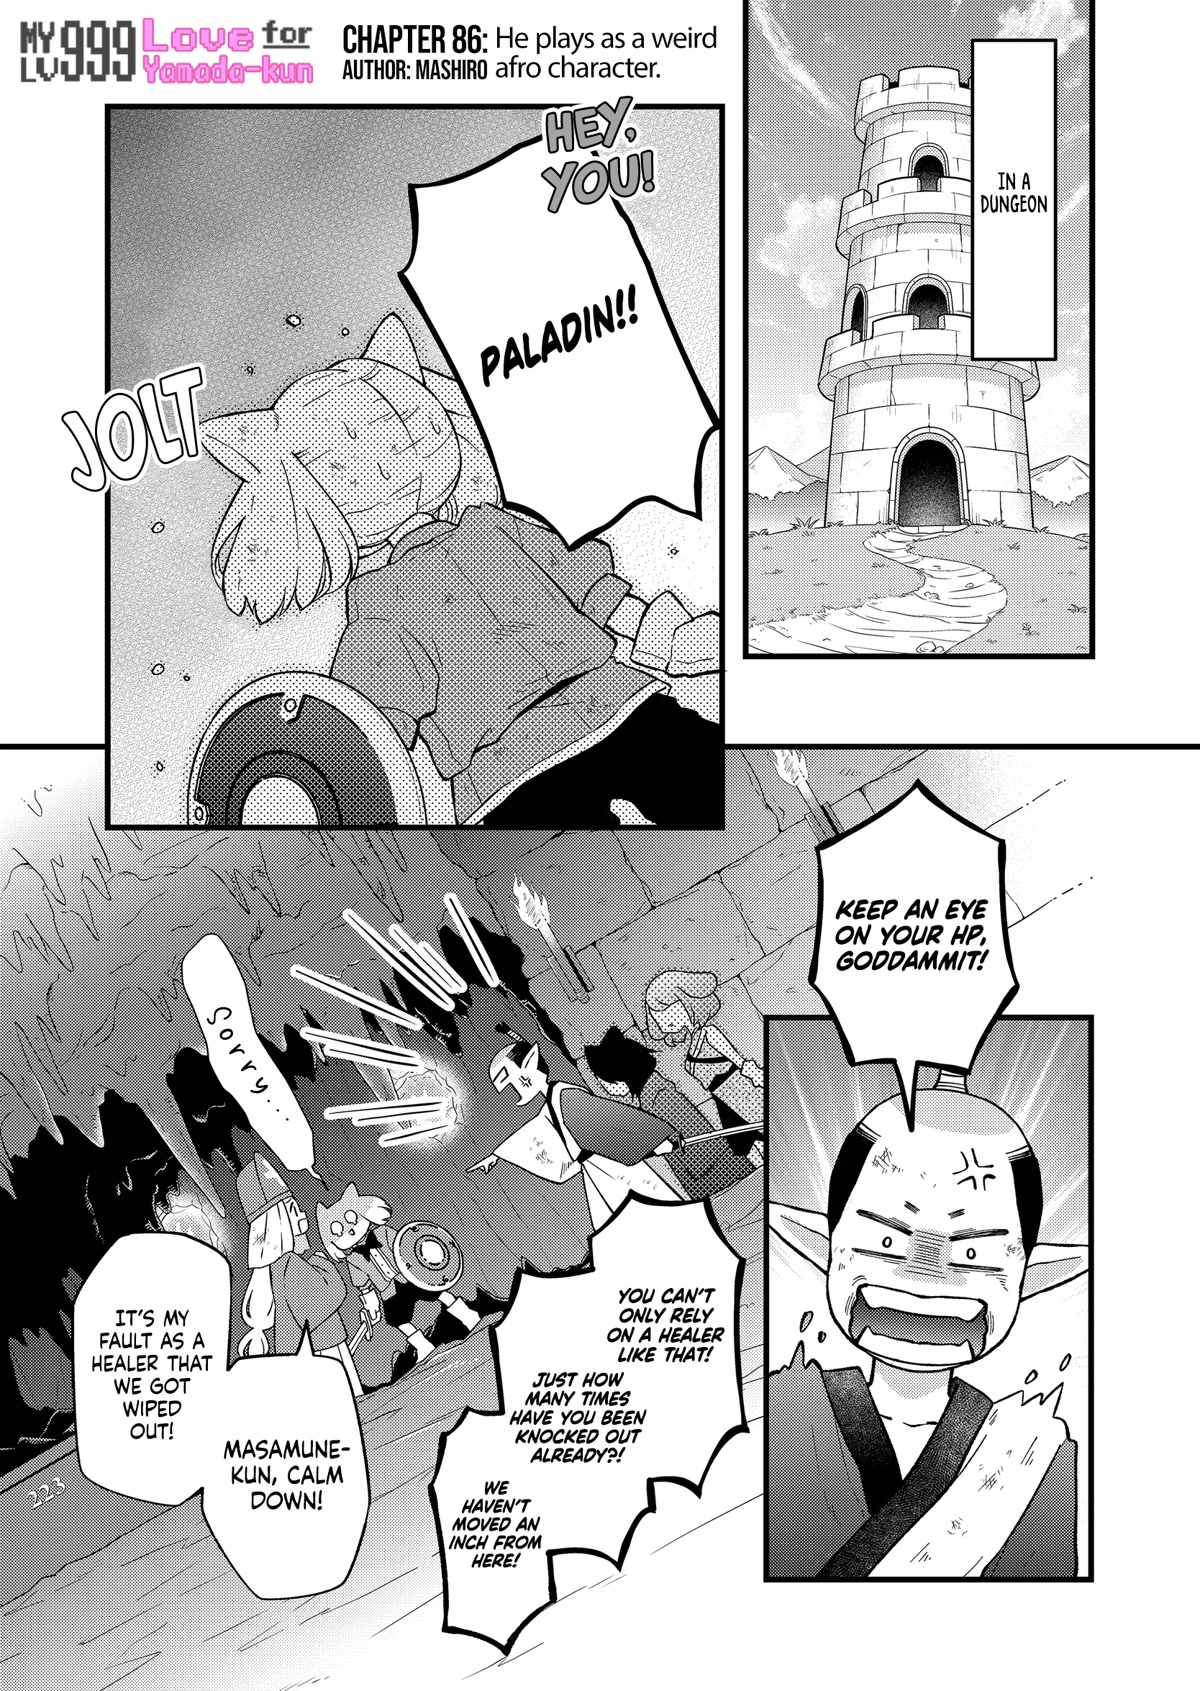 MY
LV999
Love for
Yamada-kun
CHAPTER 86: He plays as a weird
AUTHOR: MASHIRO afro character.
IN A
DUNGEON
HEY,
YOU!
PALADIN!!
JOLT
KEEP AN EYE
ON YOUR HP,
GODDAMMIT!
Sorry...
YOU CAN'T
ONLY RELY
ON A HEALER
LIKE THAT!
JUST HOW
MANY TIMES
HAVE YOU BEEN
KNOCKED OUT
ALREADY?!
WE
HAVEN'T
MOVED AN
INCH FROM
HERE!
IT'S MY
FAULT AS A
HEALER THAT
WE GOT
WIPED
OUT!
MASAMUNE-
KUN, CALM
DOWN!
223